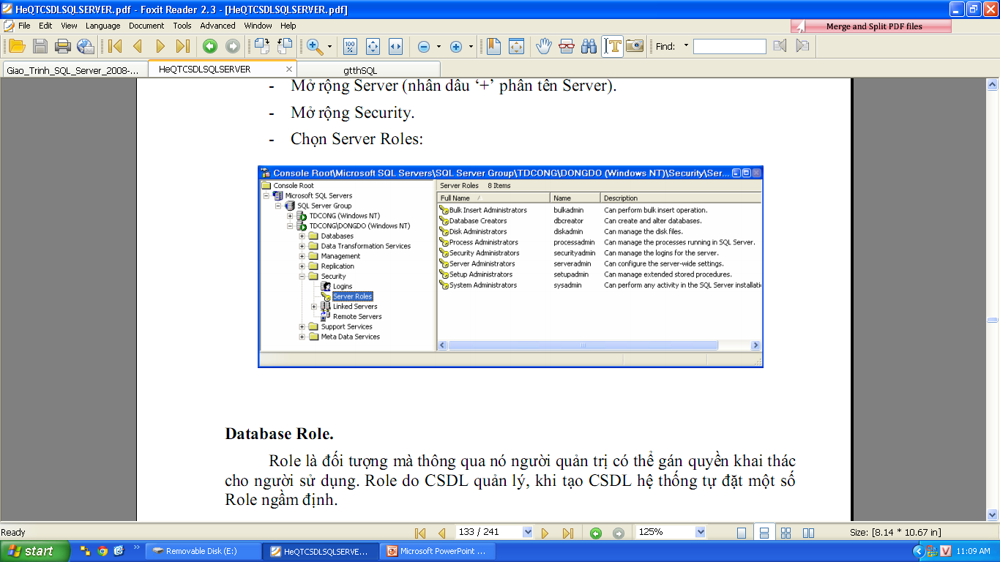 HeQTCSDLSQLSERVER.pdf - Foxit Reader 2.3 - [HeQTCSDLSQLSERVER.pdf]
File Edit View Language Document Tools Advanced Window Help
Merge and Split PDF files
Find:
Giao_Trinh_SQL_Server_2008-...
HeQTCSDLSQLSERVER
gtthSQL
- Mở rộng Server (nhân dâu ‘+’ phân tên Server).
- Mở rộng Security.
- Chọn Server Roles:
Console Root\Microsoft SQL Servers\SQL Server Group\TDCONG\DONGDO (Windows NT)\Security\Ser...
Console Root
Microsoft SQL Servers
SQL Server Group
TDCONG (Windows NT)
TDCONG\DONGDO (Windows NT)
Databases
Data Transformation Services
Management
Replication
Security
Logins
Server Roles
Linked Servers
Remote Servers
Support Services
Meta Data Services
Server Roles 8 Items
Full Name Name Description
Bulk Insert Administrators bulkadmin Can perform bulk insert operation.
Database Creators dbcreator Can create and alter databases.
Disk Administrators diskadmin Can manage the disk files.
Process Administrators processadmin Can manage the processes running in SQL Server.
Security Administrators securityadmin Can manage the logins for the server.
Server Administrators serveradmin Can configure the server-wide settings.
Setup Administrators setupadmin Can manage extended stored procedures.
System Administrators sysadmin Can perform any activity in the SQL Server installati
Database Role.
Role là đối tượng mà thông qua nó người quản trị có thể gán quyền khai thác
cho người sử dụng. Role do CSDL quản lý, khi tạo CSDL hệ thống tự đặt một số
Role ngầm định.
Ready
133 / 241
125%
Size: [8.14 * 10.67 in]
start
Removable Disk (E:)
HeQTCSDLSQLSERVE...
Microsoft PowerPoint ...
V
11:09 AM